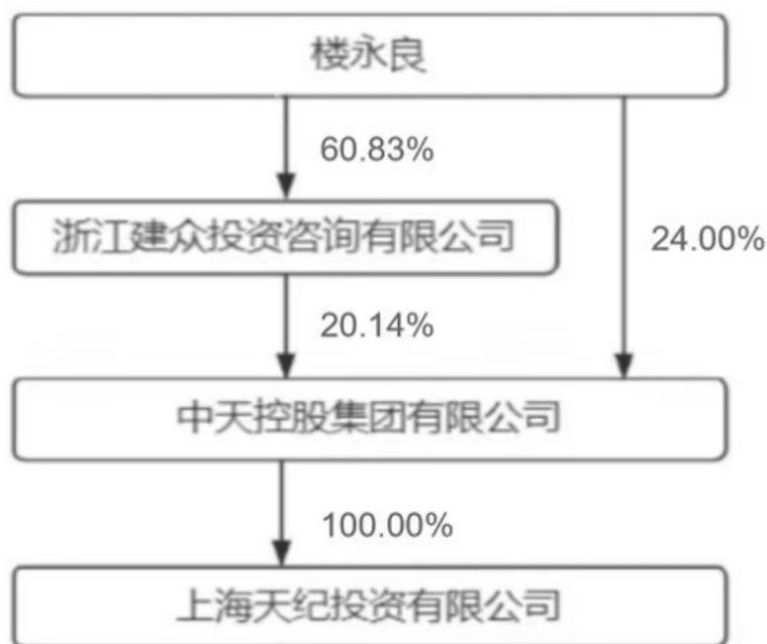 楼永良
60.83%
浙江建众投资咨询有限公司
24.00%
20.14%
中天控股集团有限公司
100.00%
上海天纪投资有限公司